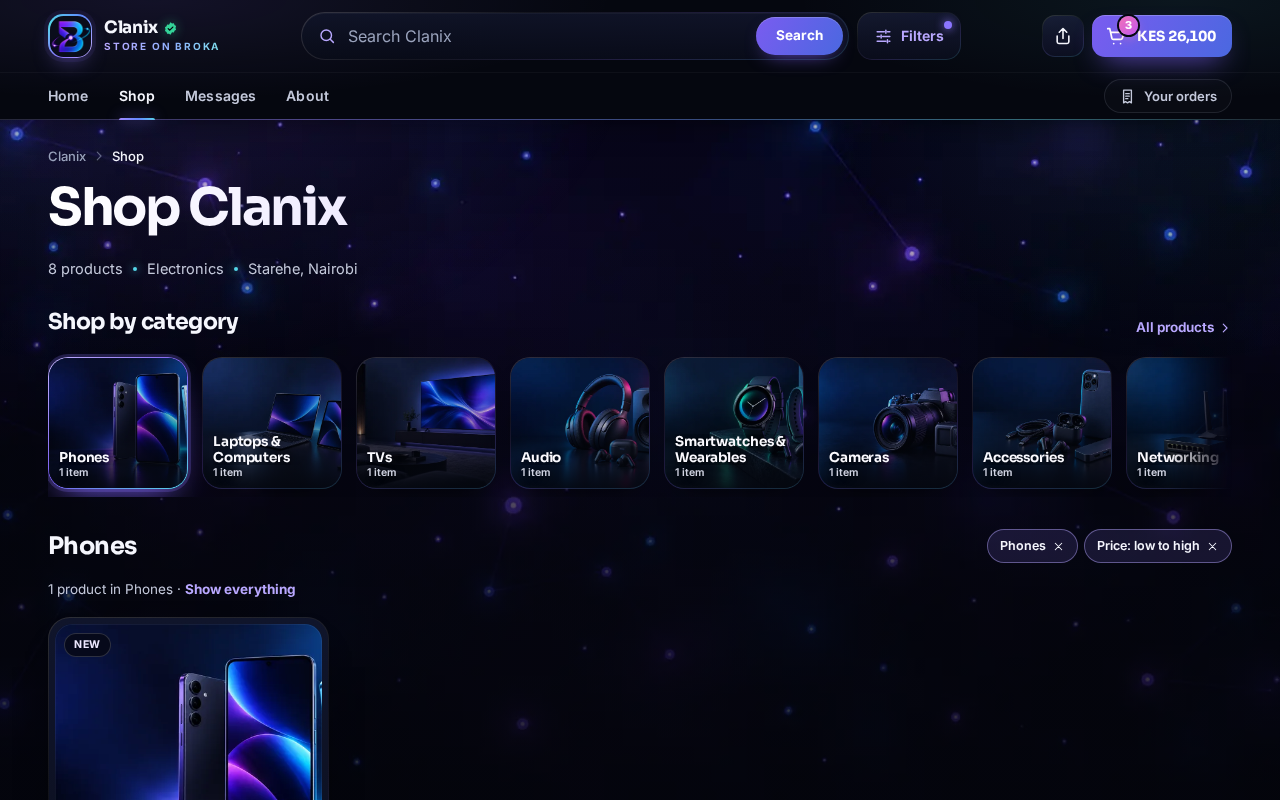 Clanix
STORE ON BROKA
Search Clanix
Search
Filters
3
KES 26,100
Home
Shop
Messages
About
Your orders
Clanix > Shop
Shop Clanix
8 products • Electronics • Starehe, Nairobi
Shop by category
All products >
Phones
1 item
Laptops &
Computers
1 item
TVs
1 item
Audio
1 item
Smartwatches &
Wearables
1 item
Cameras
1 item
Accessories
1 item
Networking
1 item
Phones
Phones ×
Price: low to high ×
1 product in Phones · Show everything
NEW